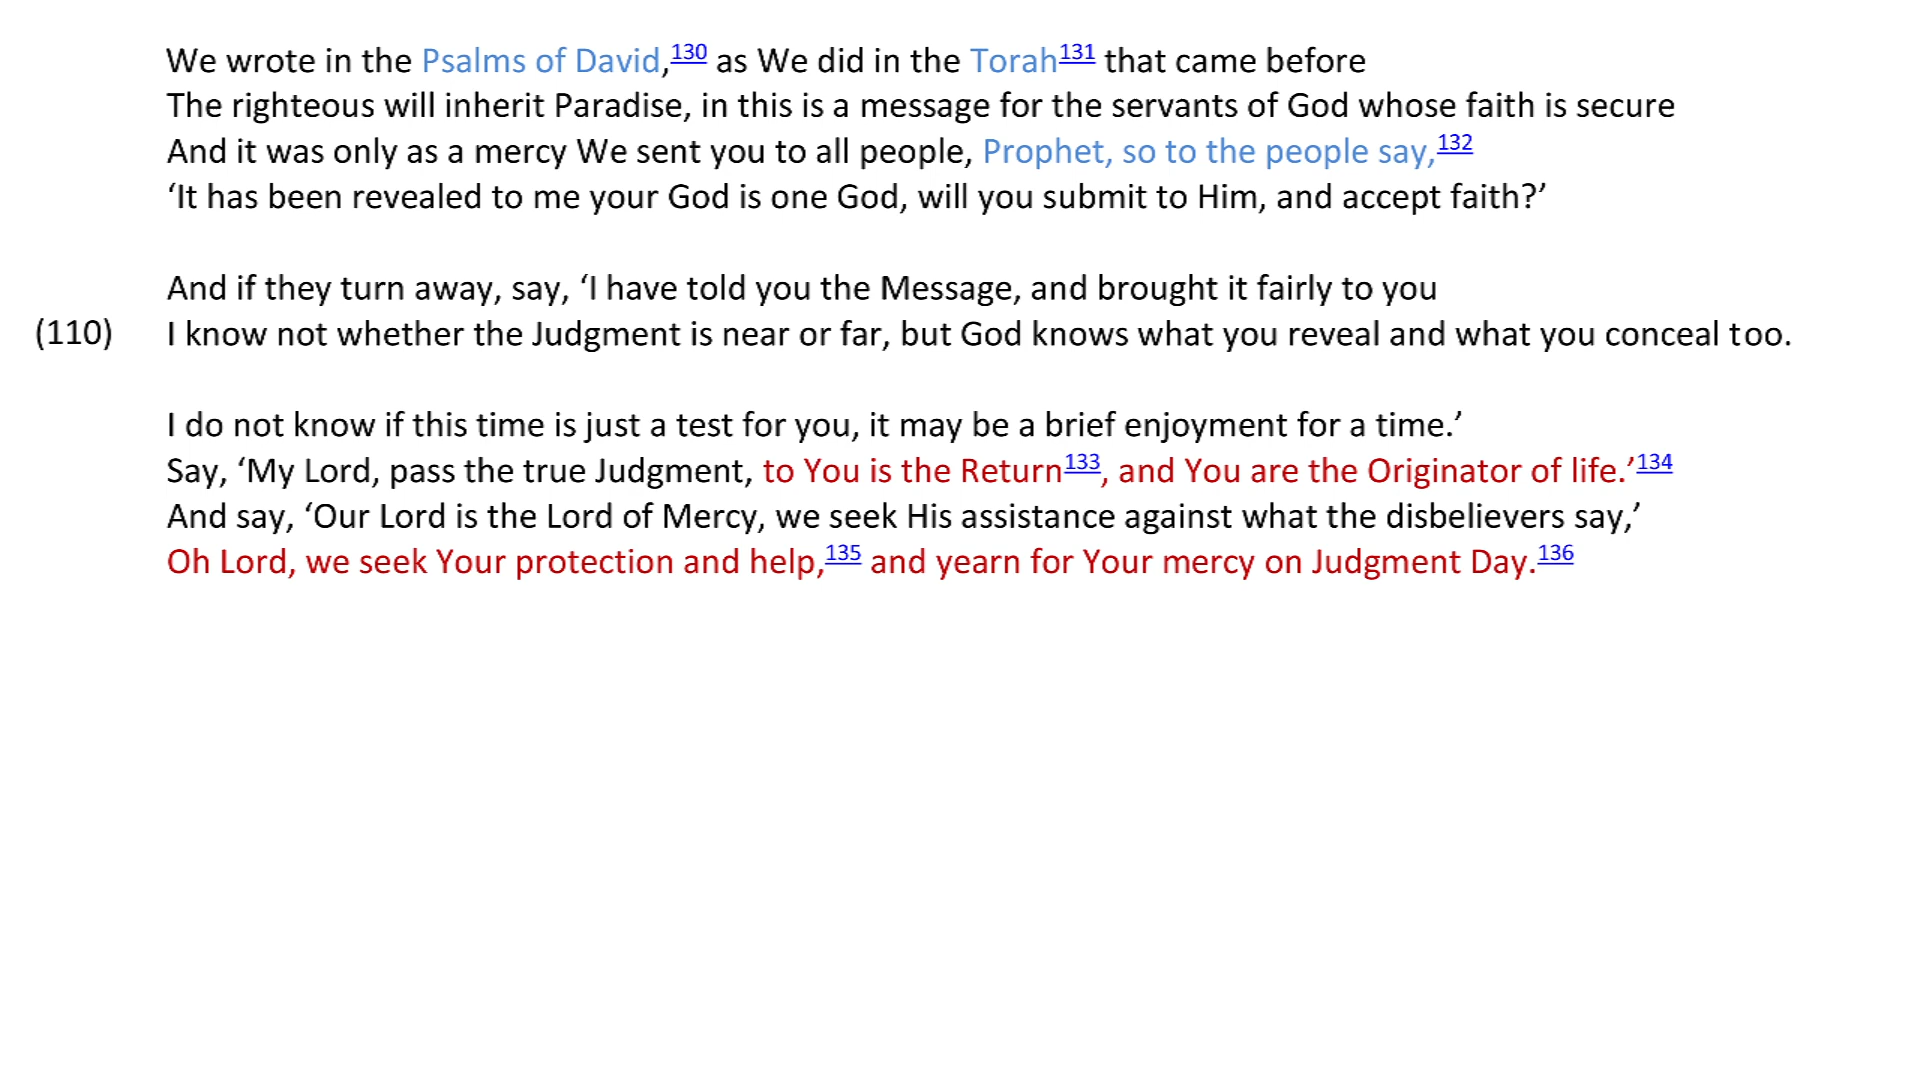 We wrote in the Psalms of David,130 as We did in the Torah131 that came before
The righteous will inherit Paradise, in this is a message for the servants of God whose faith is secure
And it was only as a mercy We sent you to all people, Prophet, so to the people say,132
‘It has been revealed to me your God is one God, will you submit to Him, and accept faith?’
And if they turn away, say, ‘I have told you the Message, and brought it fairly to you
(110) I know not whether the Judgment is near or far, but God knows what you reveal and what you conceal too.
I do not know if this time is just a test for you, it may be a brief enjoyment for a time.’
Say, ‘My Lord, pass the true Judgment, to You is the Return133, and You are the Originator of life.’134
And say, ‘Our Lord is the Lord of Mercy, we seek His assistance against what the disbelievers say,’
Oh Lord, we seek Your protection and help,135 and yearn for Your mercy on Judgment Day.136